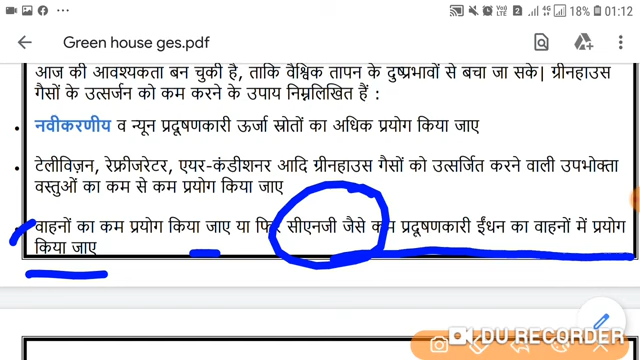 4G 18% 01:12
Green house ges.pdf
आज की आवश्यकता बन चुकी है, ताकि वैश्विक तापन के दुष्प्रभावों से बचा जा सके। ग्रीनहाउस
गैसों के उत्सर्जन को कम करने के उपाय निम्नलिखित हैं :
• नवीकरणीय व न्यून प्रदूषणकारी ऊर्जा स्रोतों का अधिक प्रयोग किया जाए
• टेलीविज़न, रेफ्रीजरेटर, एयर-कंडीशनर आदि ग्रीनहाउस गैसों को उत्सर्जित करने वाली उपभोक्ता
वस्तुओं का कम से कम प्रयोग किया जाए
वाहनों का कम प्रयोग किया जाए या फिर सीएनजी जैसे कम प्रदूषणकारी ईंधन का वाहनों में प्रयोग
किया जाए
DU RECORDER